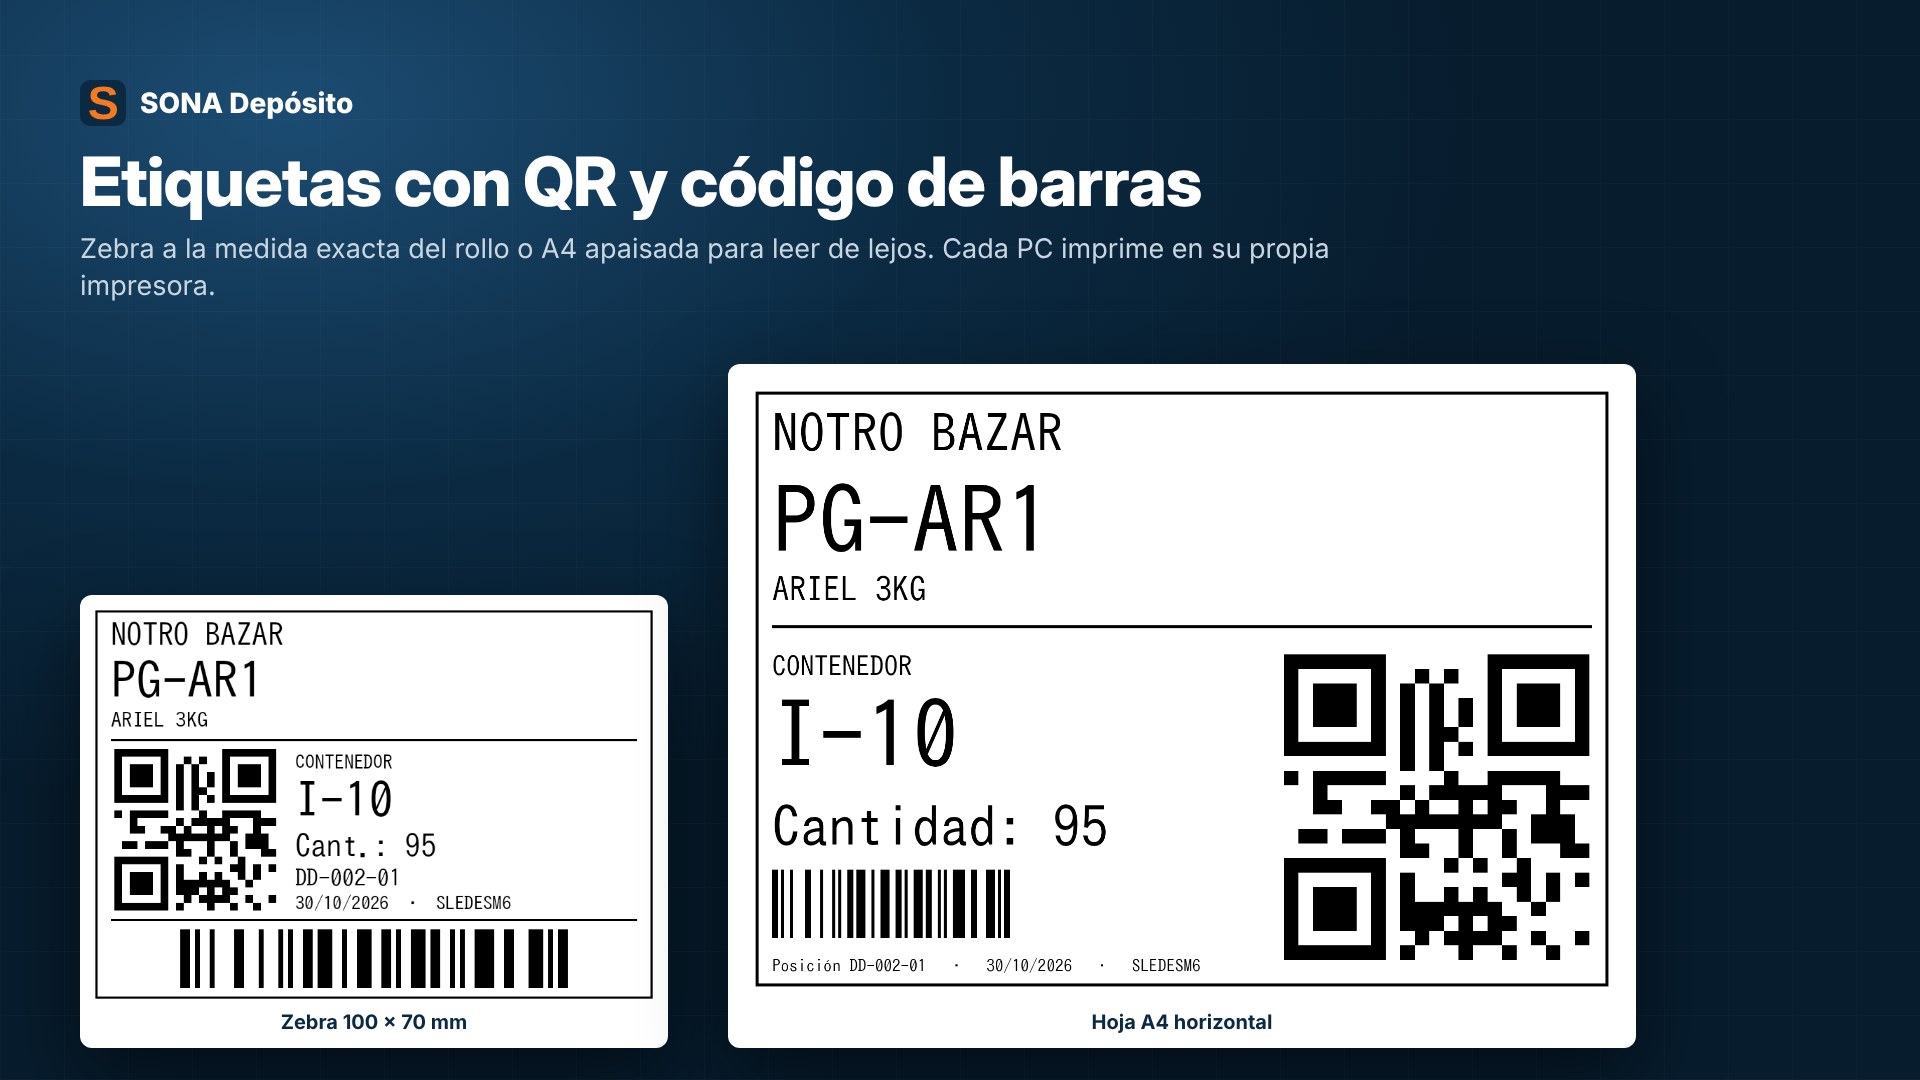 S SONA Depósito
Etiquetas con QR y código de barras
Zebra a la medida exacta del rollo o A4 apaisada para leer de lejos. Cada PC imprime en su propia
impresora.
NOTRO BAZAR
PG-AR1
ARIEL 3KG
CONTENEDOR
I-10
Cant.: 95
DD-002-01
30/10/2026 · SLEDESM6
Zebra 100 × 70 mm
NOTRO BAZAR
PG-AR1
ARIEL 3KG
CONTENEDOR
I-10
Cantidad: 95
Posición DD-002-01 · 30/10/2026 · SLEDESM6
Hoja A4 horizontal